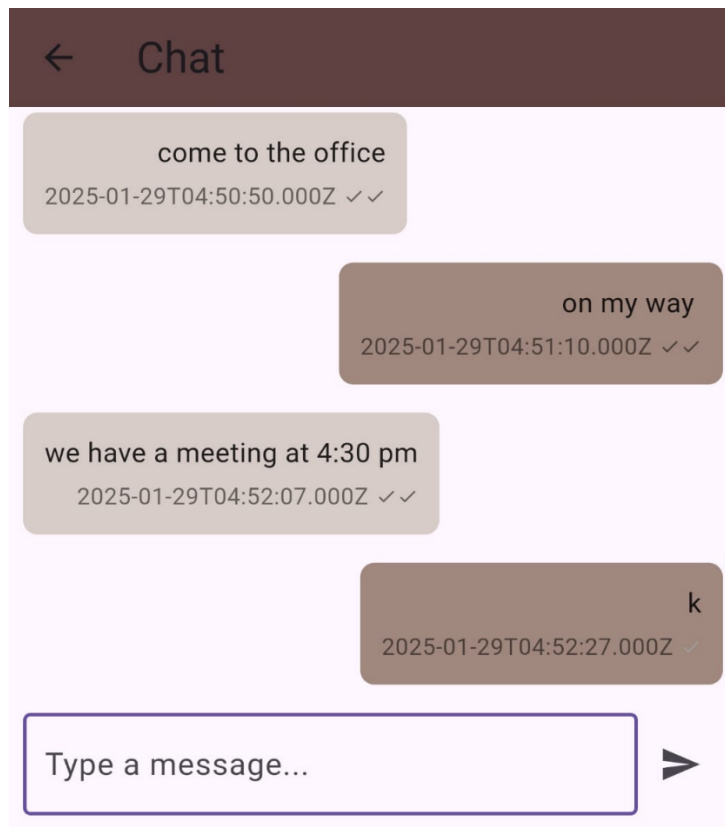 Chat
come to the office
2025-01-29T04:50:50.000Z ✓✓
on my way
2025-01-29T04:51:10.000Z ✓✓
we have a meeting at 4:30 pm
2025-01-29T04:52:07.000Z ✓✓
k
2025-01-29T04:52:27.000Z ✓
Type a message...